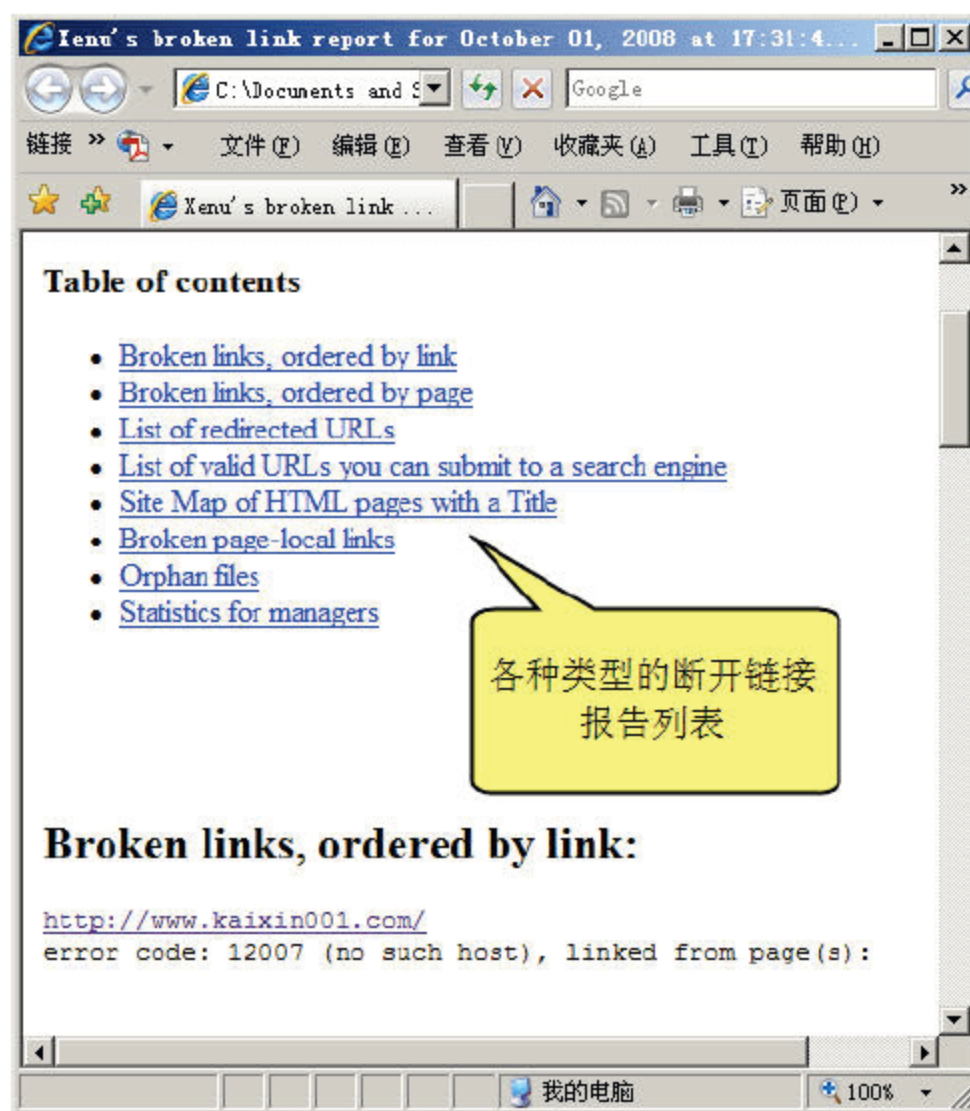 Xenu's broken link report for October 01, 2008 at 17:31:4...
C:\Documents and S
Google
链接 » 文件(F) 编辑(E) 查看(V) 收藏夹(A) 工具(T) 帮助(H)
Xenu's broken link ... 页面(P) »
Table of contents
• Broken links, ordered by link
• Broken links, ordered by page
• List of redirected URLs
• List of valid URLs you can submit to a search engine
• Site Map of HTML pages with a Title
• Broken page-local links
• Orphan files
• Statistics for managers
各种类型的断开链接
报告列表
Broken links, ordered by link:
http://www.kaixin001.com/
error code: 12007 (no such host), linked from page(s):
我的电脑 100%